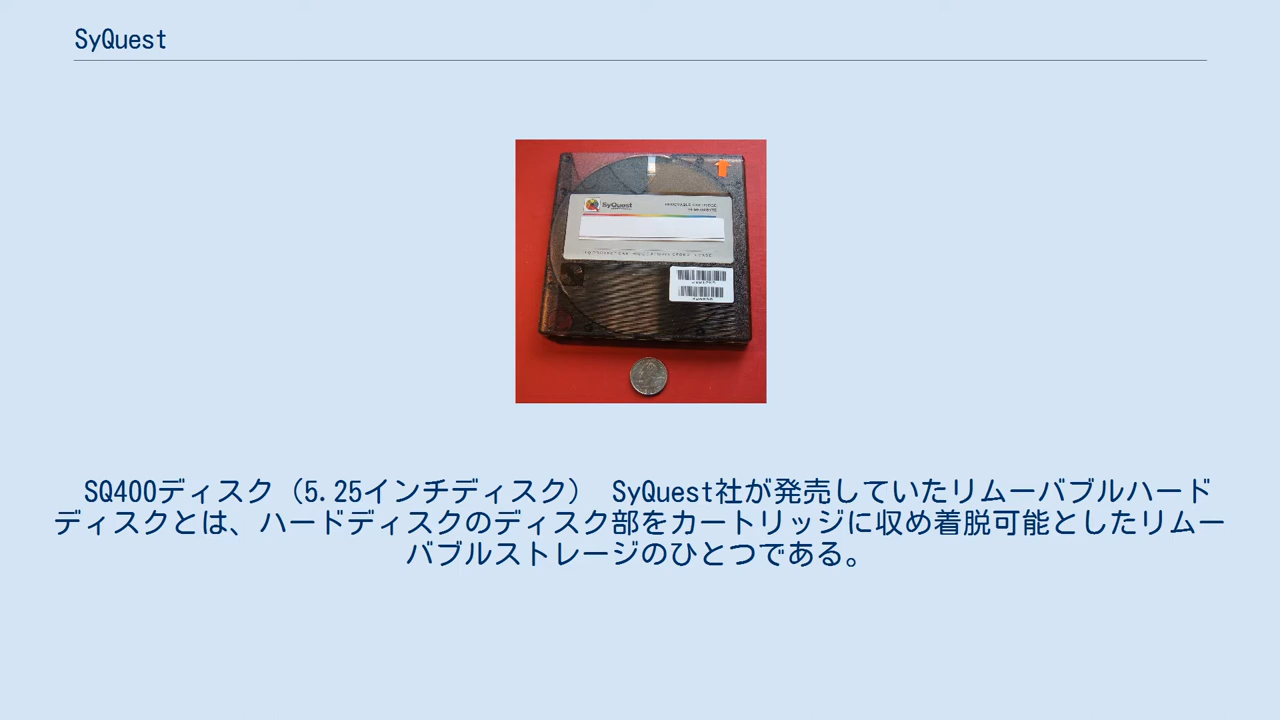 SyQuest
SyQuest
SQ400ディスク（5.25インチディスク） SyQuest社が発売していたリムーバブルハード
ディスクとは、ハードディスクのディスク部をカートリッジに収め着脱可能としたリムー
バブルストレージのひとつである。